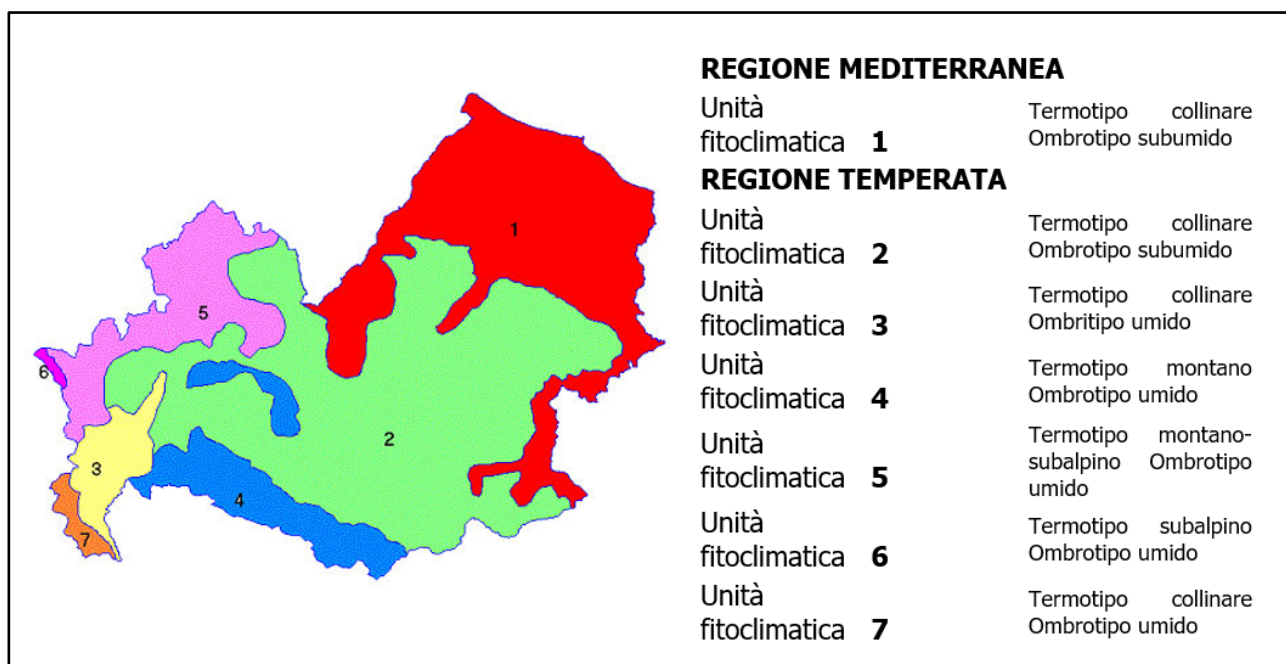 1
5
6
2
3
4
7
REGIONE MEDITERRANEA
Unità
fitoclimatica 1
Termotipo collinare
Ombrotipo subumido
REGIONE TEMPERATA
Unità
fitoclimatica 2
Termotipo collinare
Ombrotipo subumido
Unità
fitoclimatica 3
Termotipo collinare
Ombritipo umido
Unità
fitoclimatica 4
Termotipo montano
Ombrotipo umido
Unità
fitoclimatica 5
Termotipo montano-
subalpino Ombrotipo
umido
Unità
fitoclimatica 6
Termotipo subalpino
Ombrotipo umido
Unità
fitoclimatica 7
Termotipo collinare
Ombrotipo umido